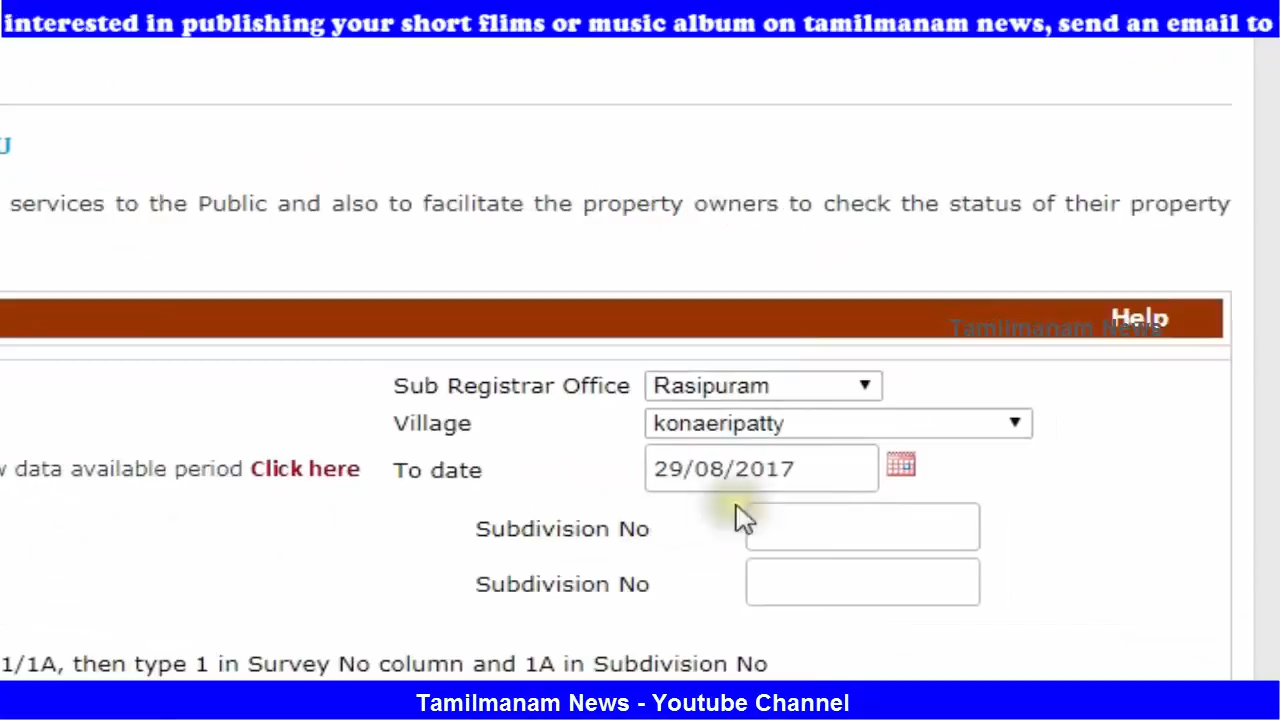 interested in publishing your short flims or music album on tamilmanam news, send an email to
services to the Public and also to facilitate the property owners to check the status of their property
Help
Tamilmanam News
Sub Registrar Office Rasipuram
Village konaeripatty
data available period Click here To date 29/08/2017
Subdivision No
Subdivision No
1/1A, then type 1 in Survey No column and 1A in Subdivision No
Tamilmanam News - Youtube Channel